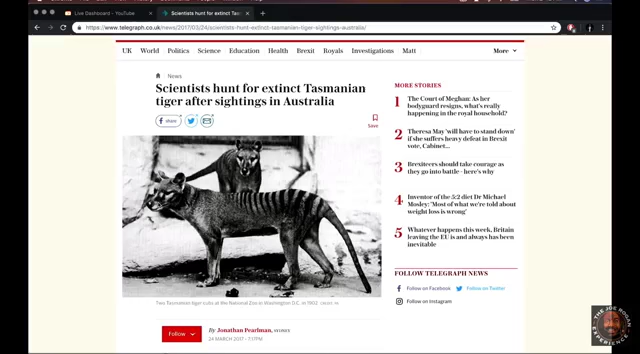 Live Dashboard - YouTube
Scientists hunt for extinct Tasm
https://www.telegraph.co.uk/news/2017/03/24/scientists-hunt-for-extinct-tasmanian-tiger-sightings-australia/
UK World Politics Science Education Health Brexit Royals Investigations Matt More
News
Scientists hunt for extinct Tasmanian
tiger after sightings in Australia
share
Save
Two Tasmanian tiger cubs at the National Zoo in Washington D.C. in 1902. CREDIT:
Follow
By Jonathan Pearlman, SYDNEY
24 MARCH 2017 • 7:17PM
MORE STORIES
1 The Court of Meghan: As her
bodyguard resigns, what's really
happening in the royal household?
2 Theresa May 'will have to stand down'
if she suffers heavy defeat in Brexit
vote, Cabinet...
3 Brexiteers should take courage as
they go into battle - here's why
4 Inventor of the 5:2 diet Dr Michael
Mosley: 'Most of what we're told about
weight loss is wrong'
5 Whatever happens this week, Britain
leaving the EU is and always has been
inevitable
FOLLOW TELEGRAPH NEWS
Follow on Facebook Follow on Twitter
Follow on Instagram
THE JOE ROGAN
EXPERIENCE